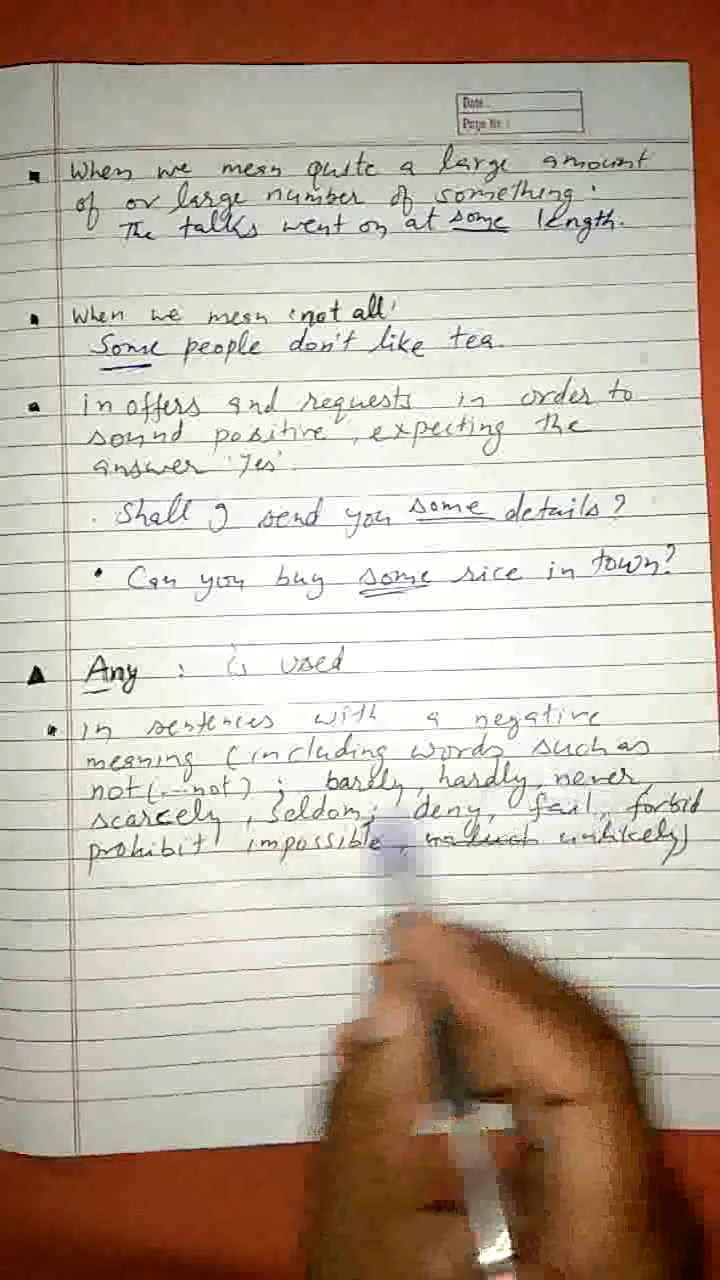 Date :
Page No :
When we mean quite a large amount
of or large number of something :
The talks went on at some length.
When we mean 'not all'
Some people don't like tea.
in offers and requests in order to
sound positive, expecting the
answer 'Yes'.
Shall I send you some details?
Can you buy some rice in town?
Any : is used
in sentences with a negative
meaning (including words such as
not (--not) ; barely, hardly, never,
scarcely, seldom; deny, fail, forbid
prohibit impossible, unlikely)